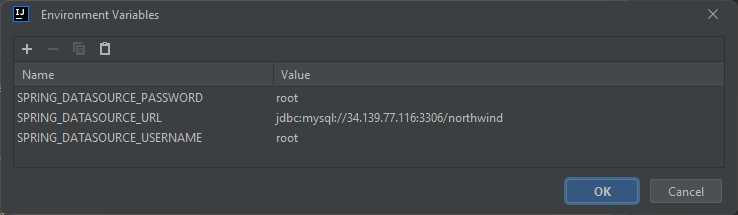 IJ
Environment Variables
Name Value
SPRING_DATASOURCE_PASSWORD root
SPRING_DATASOURCE_URL jdbc:mysql://34.139.77.116:3306/northwind
SPRING_DATASOURCE_USERNAME root
OK Cancel